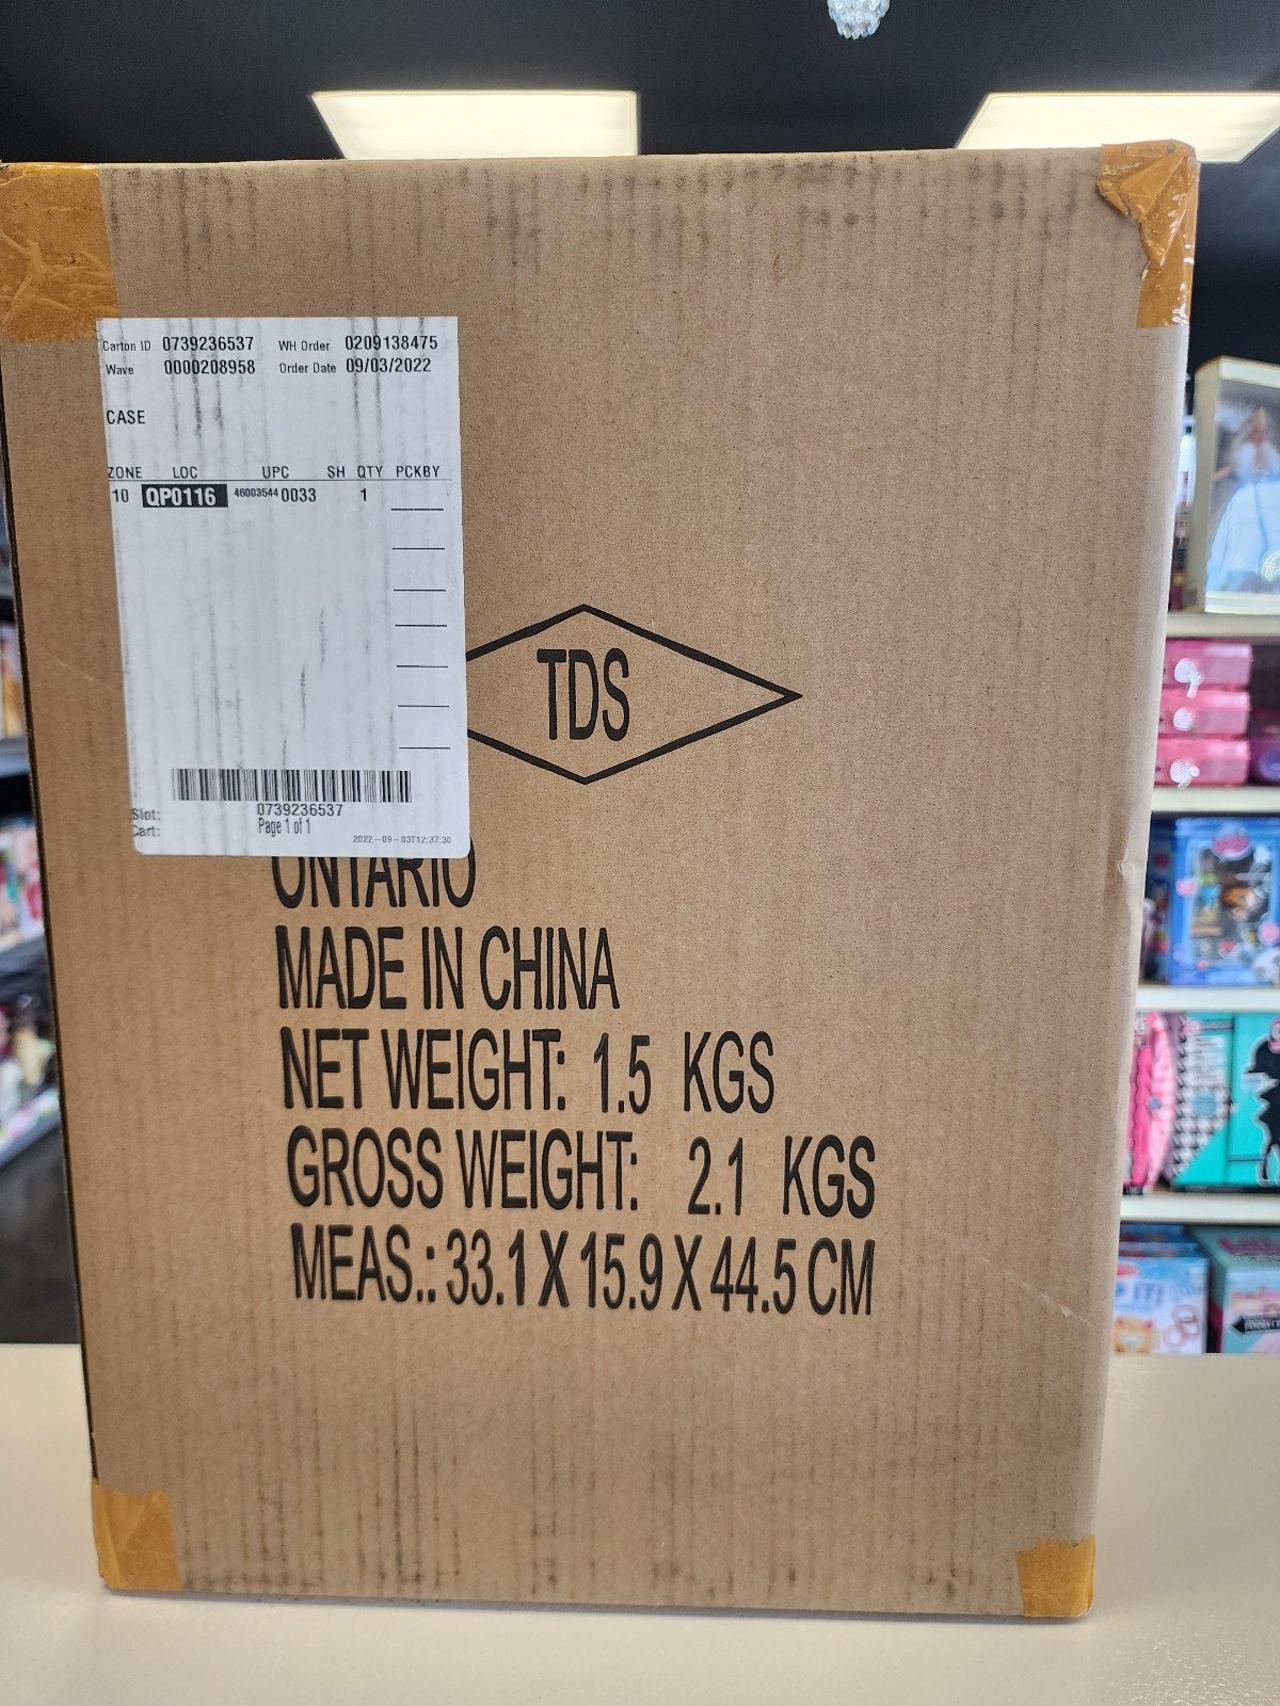 Carton ID 0739236537 WH Order 0209138475
Wave 0000208958 Order Date 09/03/2022
CASE
ZONE LOC UPC SH QTY PCKBY
10 QP0116 460035440033 1
0739236537
Slot:
Page 1 of 1
Cart:
2022-09-03T12:37:30
TDS
ONTARIO
MADE IN CHINA
NET WEIGHT: 1.5 KGS
GROSS WEIGHT: 2.1 KGS
MEAS.: 33.1 X 15.9 X 44.5 CM